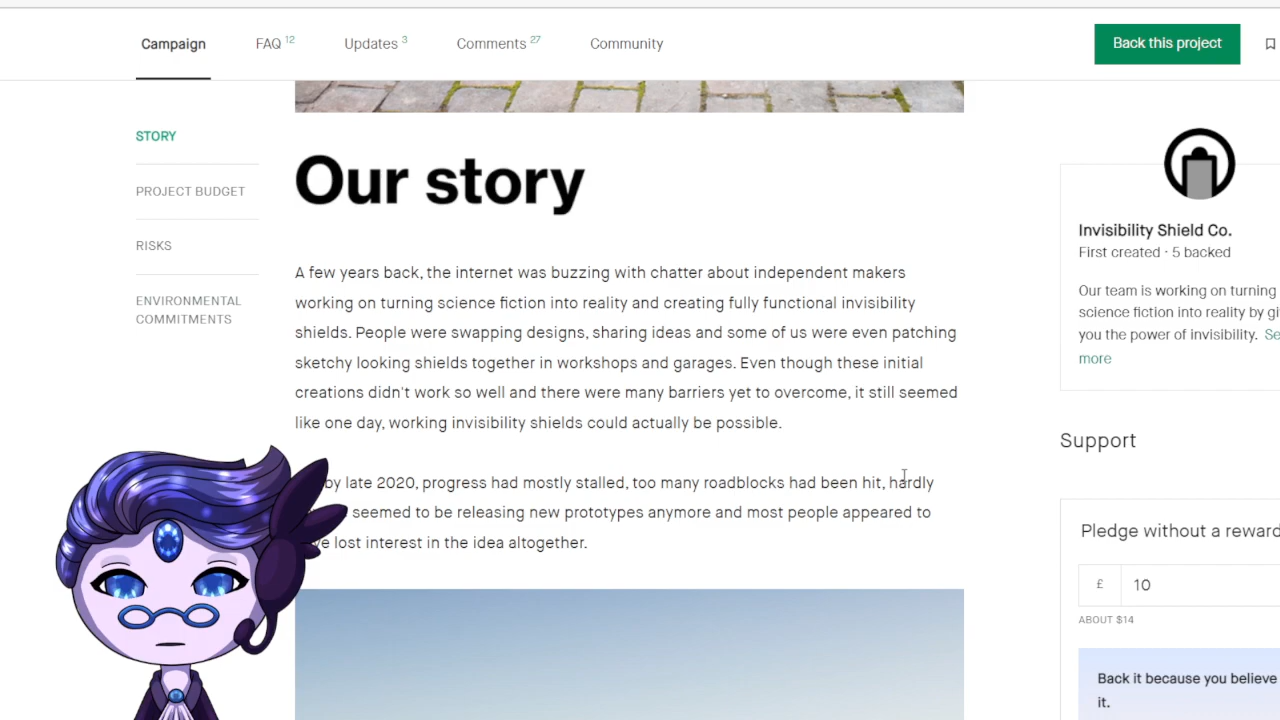 Campaign
FAQ 12
Updates 3
Comments 27
Community
Back this project
STORY
PROJECT BUDGET
RISKS
ENVIRONMENTAL
COMMITMENTS
Our story
A few years back, the internet was buzzing with chatter about independent makers
working on turning science fiction into reality and creating fully functional invisibility
shields. People were swapping designs, sharing ideas and some of us were even patching
sketchy looking shields together in workshops and garages. Even though these initial
creations didn't work so well and there were many barriers yet to overcome, it still seemed
like one day, working invisibility shields could actually be possible.
by late 2020, progress had mostly stalled, too many roadblocks had been hit, hardly
seemed to be releasing new prototypes anymore and most people appeared to
lost interest in the idea altogether.
Invisibility Shield Co.
First created · 5 backed
Our team is working on turning
science fiction into reality by gi
you the power of invisibility. Se
more
Support
Pledge without a reward
£ 10
ABOUT $14
Back it because you believe
it.